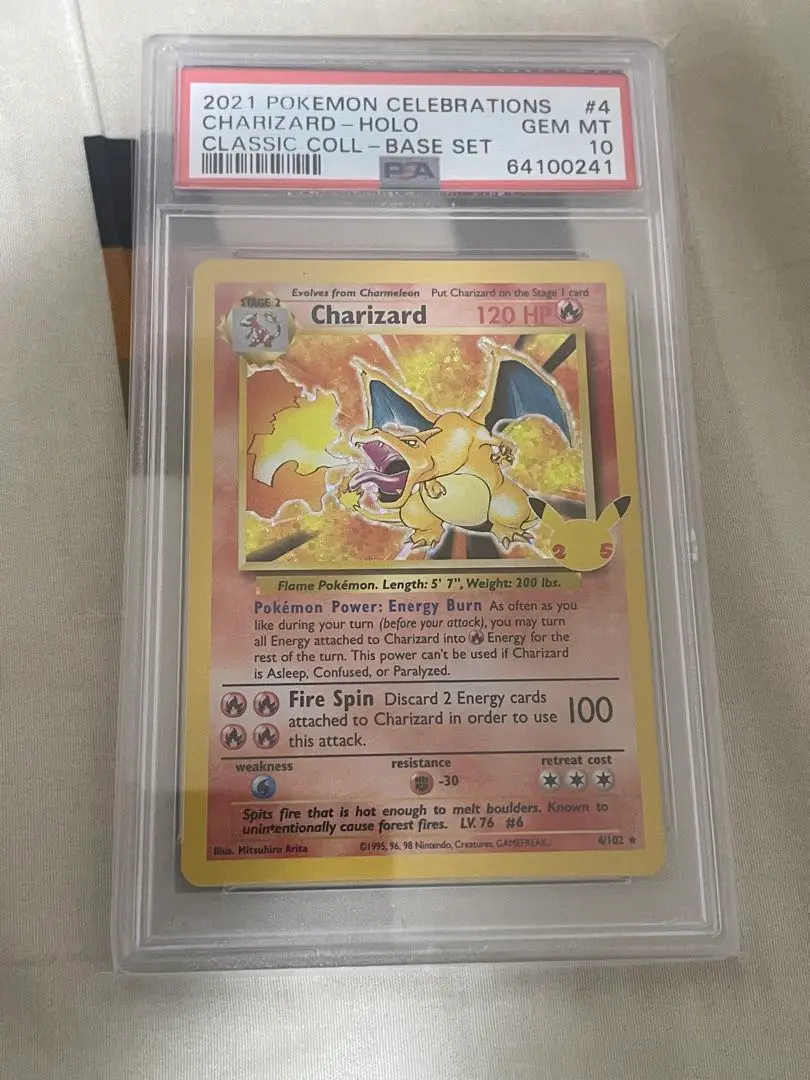 2021 POKEMON CELEBRATIONS #4
CHARIZARD - HOLO GEM MT
CLASSIC COLL - BASE SET 10
PSA 64100241
Evolves from Charmeleon Put Charizard on the Stage 1 card
STAGE 2
Charizard 120 HP
25
Flame Pokémon. Length: 5' 7", Weight: 200 lbs.
Pokémon Power: Energy Burn As often as you
like during your turn (before your attack), you may turn
all Energy attached to Charizard into Energy for the
rest of the turn. This power can't be used if Charizard
is Asleep, Confused, or Paralyzed.
Fire Spin Discard 2 Energy cards
attached to Charizard in order to use 100
this attack.
weakness resistance retreat cost
-30
Spits fire that is hot enough to melt boulders. Known to
unintentionally cause forest fires. LV. 76 #6
Illus. Mitsuhiro Arita ©1995, 96, 98 Nintendo, Creatures, GAMEFREAK. 4/102 ★